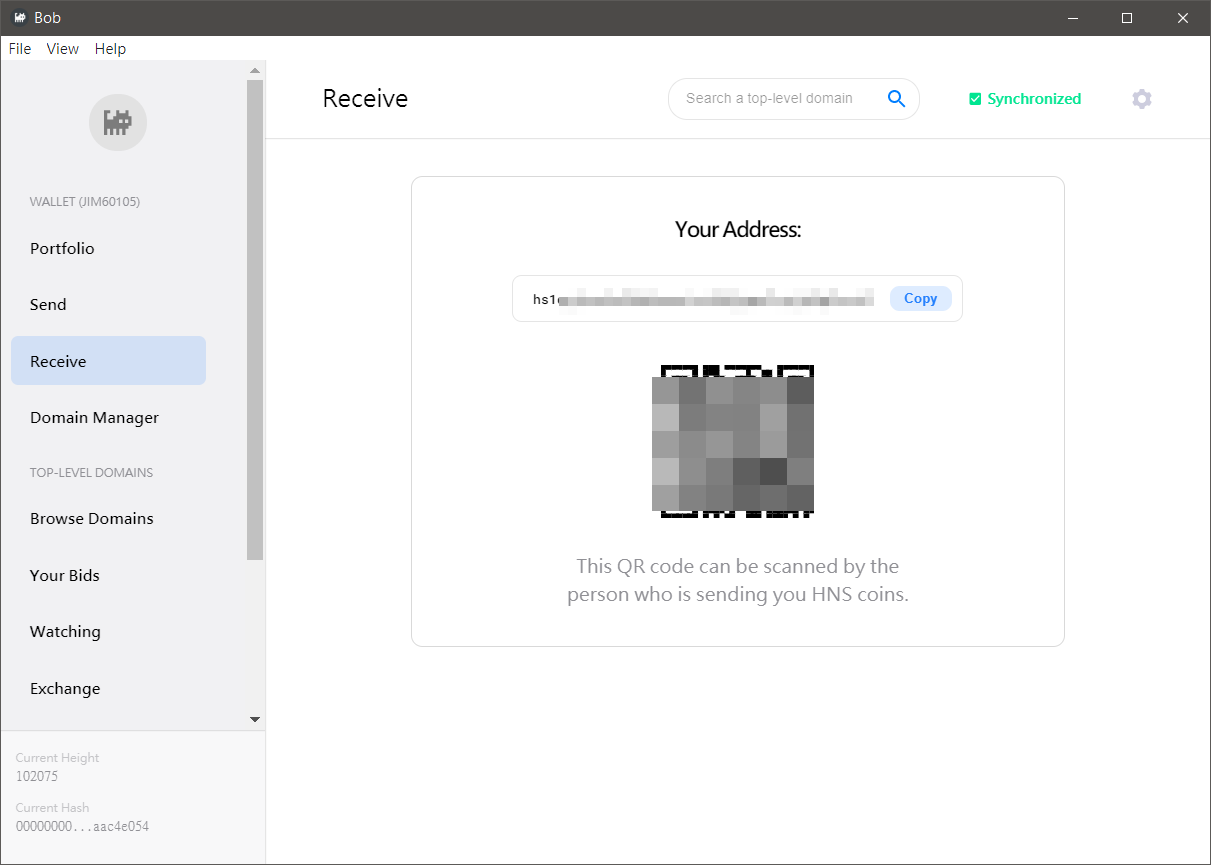 Bob
File View Help
Receive
Search a top-level domain
Synchronized
WALLET (JIM60105)
Portfolio
Send
Receive
Domain Manager
TOP-LEVEL DOMAINS
Browse Domains
Your Bids
Watching
Exchange
Current Height
102075
Current Hash
00000000...aac4e054
Your Address:
hs1
Copy
This QR code can be scanned by the
person who is sending you HNS coins.